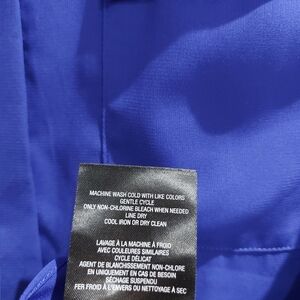 MACHINE WASH COLD WITH LIKE COLORS
GENTLE CYCLE
ONLY NON-CHLORINE BLEACH WHEN NEEDED
LINE DRY
COOL IRON OR DRY CLEAN
LAVAGE À LA MACHINE À FROID
AVEC COULEURS SIMILAIRES
CYCLE DÉLICAT
AGENT DE BLANCHISSEMENT NON-CHLORE
EN UNIQUEMENT EN CAS DE BESOIN
SÉCHAGE SUSPENDU
FER FROID À L'ENVERS OU NETTOYAGE À SEC